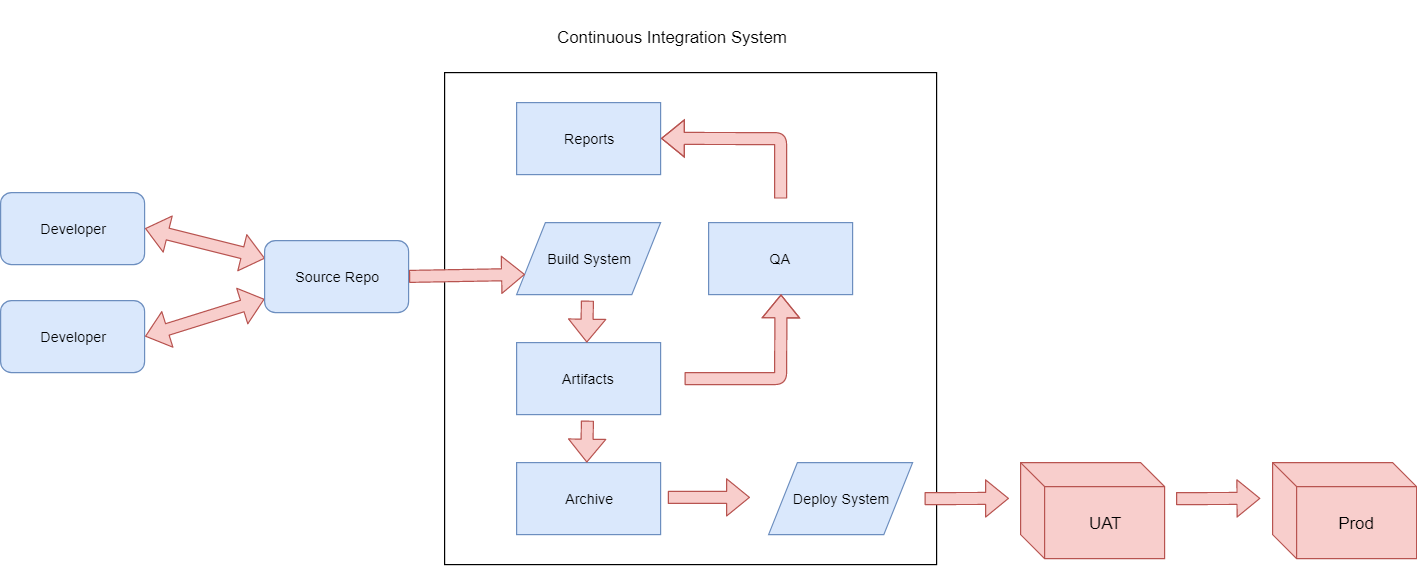 Continuous Integration System
Reports
Developer
Source Repo
Build System
QA
Developer
Artifacts
Archive
Deploy System
UAT
Prod